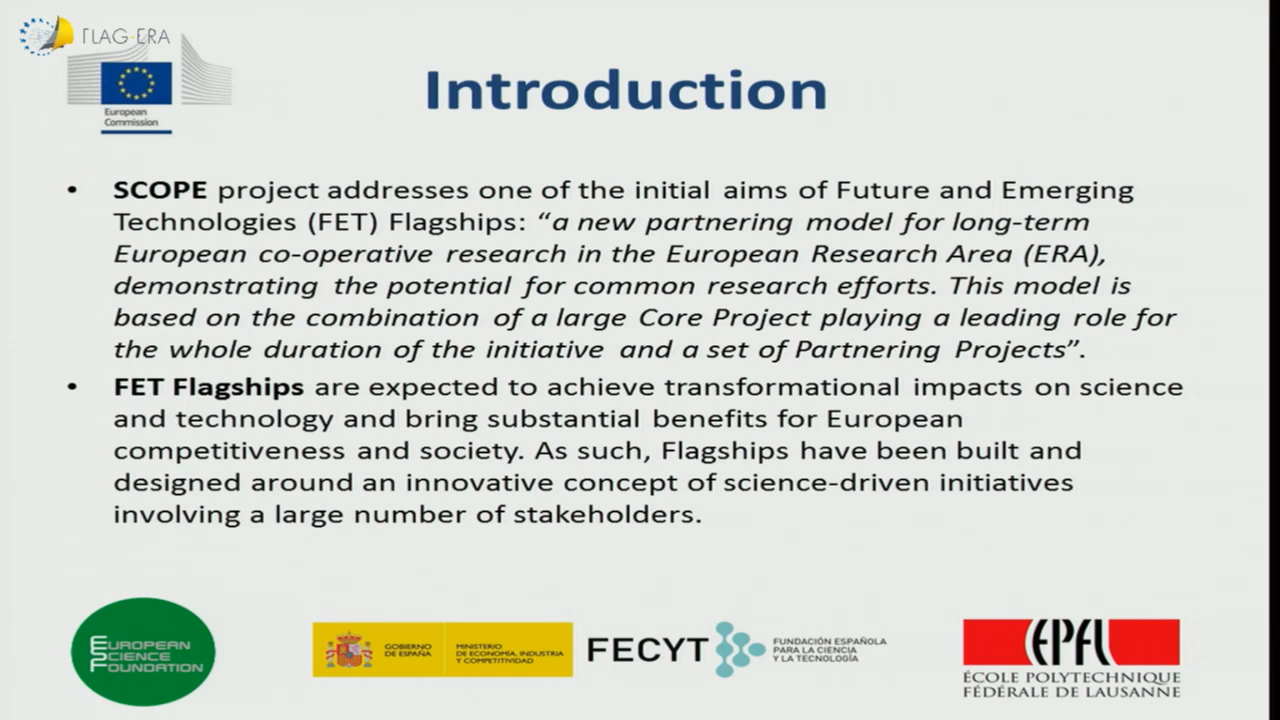 FLAG-ERA
European
Commission
Introduction
• SCOPE project addresses one of the initial aims of Future and Emerging
Technologies (FET) Flagships: “a new partnering model for long-term
European co-operative research in the European Research Area (ERA),
demonstrating the potential for common research efforts. This model is
based on the combination of a large Core Project playing a leading role for
the whole duration of the initiative and a set of Partnering Projects”.
• FET Flagships are expected to achieve transformational impacts on science
and technology and bring substantial benefits for European
competitiveness and society. As such, Flagships have been built and
designed around an innovative concept of science-driven initiatives
involving a large number of stakeholders.
EUROPEAN
SCIENCE
FOUNDATION
GOBIERNO
DE ESPAÑA
MINISTERIO
DE ECONOMÍA, INDUSTRIA
Y COMPETITIVIDAD
FECYT
FUNDACIÓN ESPAÑOLA
PARA LA CIENCIA
Y LA TECNOLOGÍA
EPFL
ÉCOLE POLYTECHNIQUE
FÉDÉRALE DE LAUSANNE